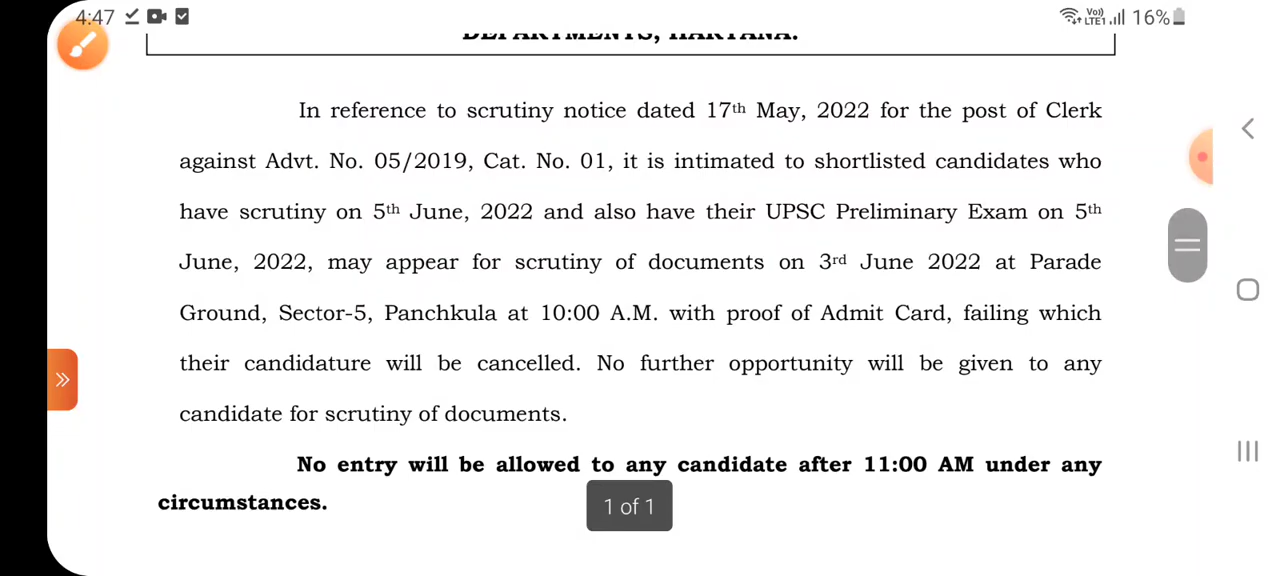 4:47
Vo)) LTE1 16%
DEPARTMENTS, HARYANA.
In reference to scrutiny notice dated 17th May, 2022 for the post of Clerk
against Advt. No. 05/2019, Cat. No. 01, it is intimated to shortlisted candidates who
have scrutiny on 5th June, 2022 and also have their UPSC Preliminary Exam on 5th
June, 2022, may appear for scrutiny of documents on 3rd June 2022 at Parade
Ground, Sector-5, Panchkula at 10:00 A.M. with proof of Admit Card, failing which
their candidature will be cancelled. No further opportunity will be given to any
candidate for scrutiny of documents.
No entry will be allowed to any candidate after 11:00 AM under any
circumstances.
1 of 1